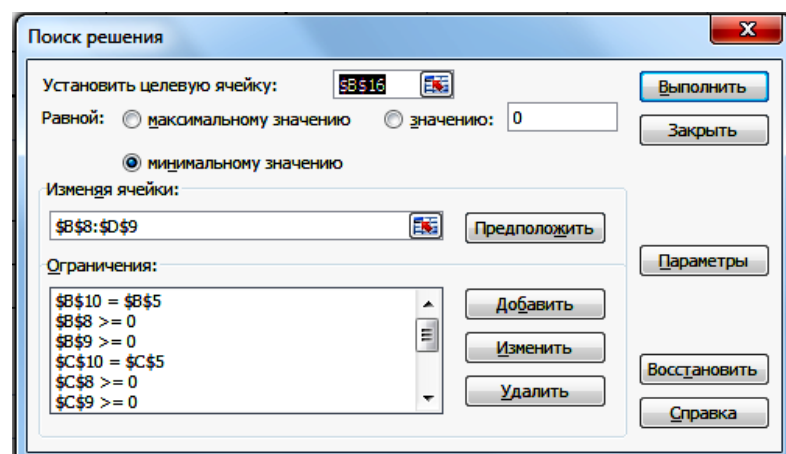 Поиск решения
X
Установить целевую ячейку: $B$16
Выполнить
Равной: максимальному значению значению: 0
Закрыть
минимальному значению
Изменяя ячейки:
$B$8:$D$9
Предположить
Параметры
Ограничения:
$B$10 = $B$5
$B$8 >= 0
$B$9 >= 0
$C$10 = $C$5
$C$8 >= 0
$C$9 >= 0
Добавить
Изменить
Удалить
Восстановить
Справка